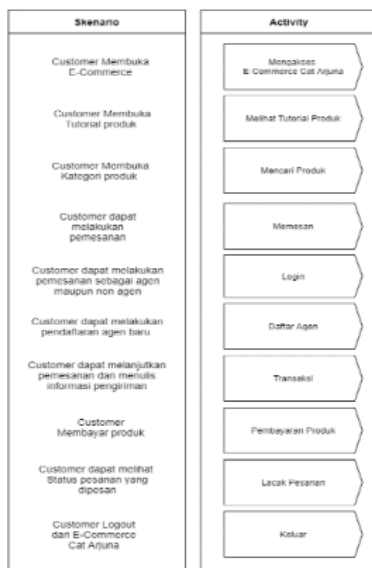 Skenario
Activity
Customer Membuka
E-Commerce
Mengakses
E-Commerce Cat Arjuna
Customer Membuka
Tutorial produk
Melihat Tutorial Produk
Customer Membuka
Kategori produk
Mencari Produk
Customer dapat
melakukan
pemesanan
Memesan
Customer dapat melakukan
pemesanan sebagai agen
maupun non agen
Login
Customer dapat melakukan
pendaftaran agen baru
Daftar Agen
Customer dapat melanjutkan
pemesanan dan menulis
informasi pengiriman
Transaksi
Customer
Membayar produk
Pembayaran Produk
Customer dapat melihat
Status pesanan yang
dipesan
Lacak Pesanan
Customer Logout
dari E-Commerce
Cat Arjuna
Keluar